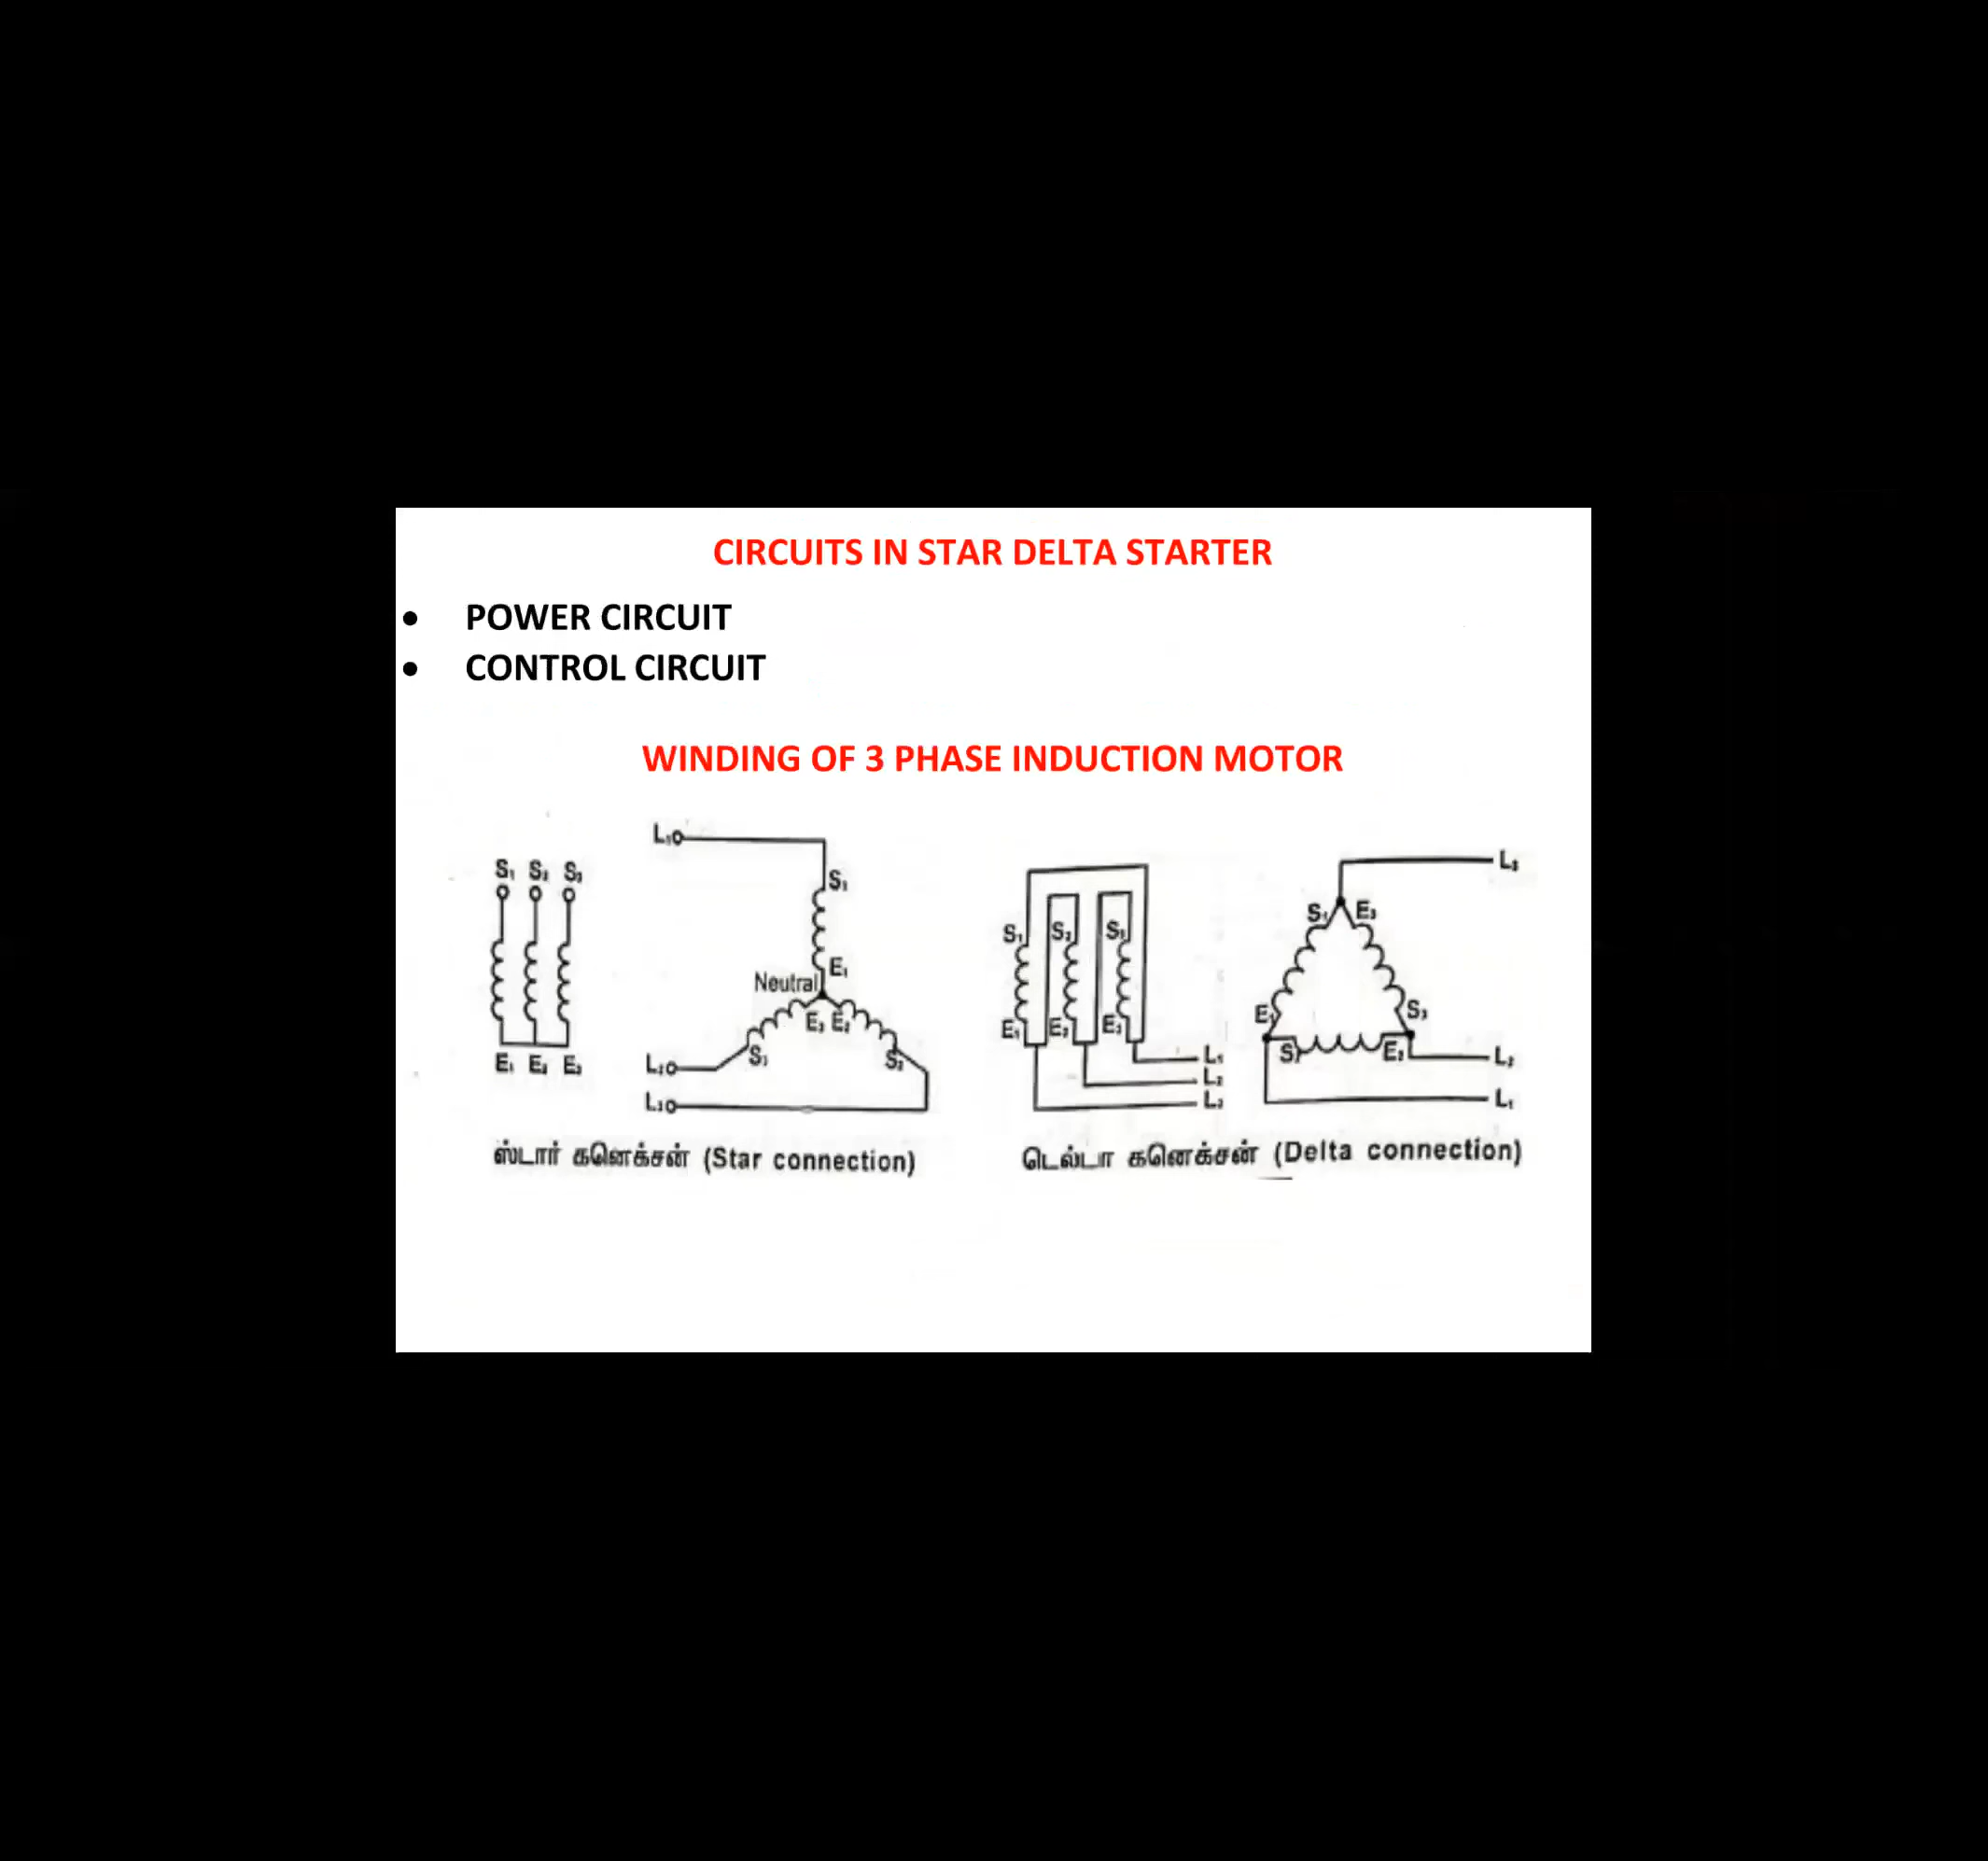 CIRCUITS IN STAR DELTA STARTER
• POWER CIRCUIT
• CONTROL CIRCUIT
WINDING OF 3 PHASE INDUCTION MOTOR
S₁ S₂ S₃
E₁ E₂ E₃
L₁
S₁
E₁
Neutral
E₃ E₂
S₃
S₂
L₂
L₃
ஸ்டார் கனெக்சன் (Star connection)
S₁ S₂ S₃
E₁ E₂ E₃
L₁
L₂
L₃
L₃
S₁ E₃
E₁ S₃
S E₂
L₂
L₁
டெல்டா கனெக்சன் (Delta connection)